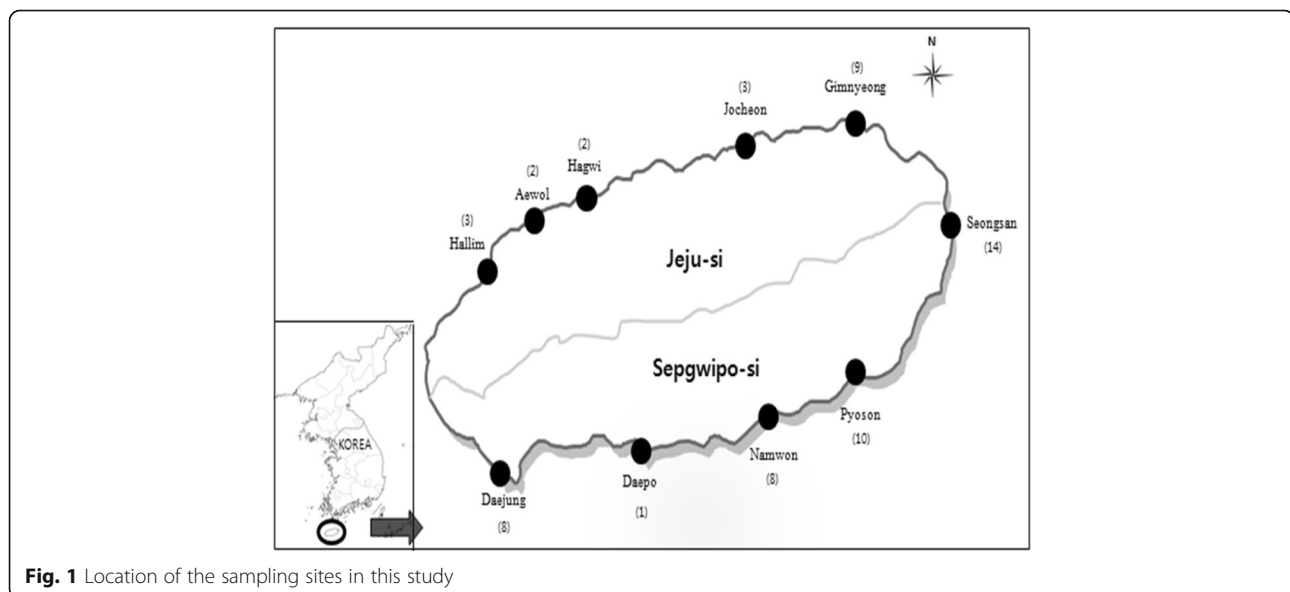 N
(9)
Gimnyeong
(3)
Jocheon
(2)
Hagwi
(2)
Aewol
(3)
Hallim
Seongsan
(14)
Jeju-si
Sepgwipo-si
Pyoson
(10)
Namwon
(8)
Daepo
(1)
Daejung
(8)
KOREA
Fig. 1 Location of the sampling sites in this study